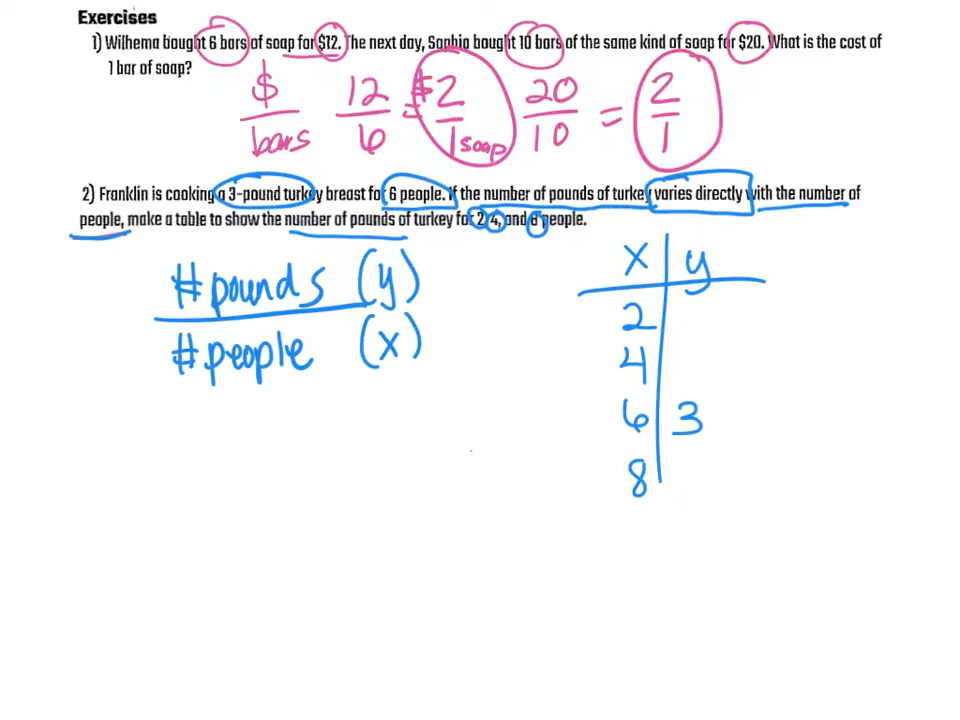 Exercises
1) Wilhema bought 6 bars of soap for $12. The next day, Sophia bought 10 bars of the same kind of soap for $20. What is the cost of
1 bar of soap?
$ / bars 12 / 6 = $2 / 1 soap 20 / 10 = 2 / 1
2) Franklin is cooking a 3-pound turkey breast for 6 people. If the number of pounds of turkey varies directly with the number of
people, make a table to show the number of pounds of turkey for 2, 4, and 8 people.
x y
# pounds (y)
2
# people (x)
4
6 3
8